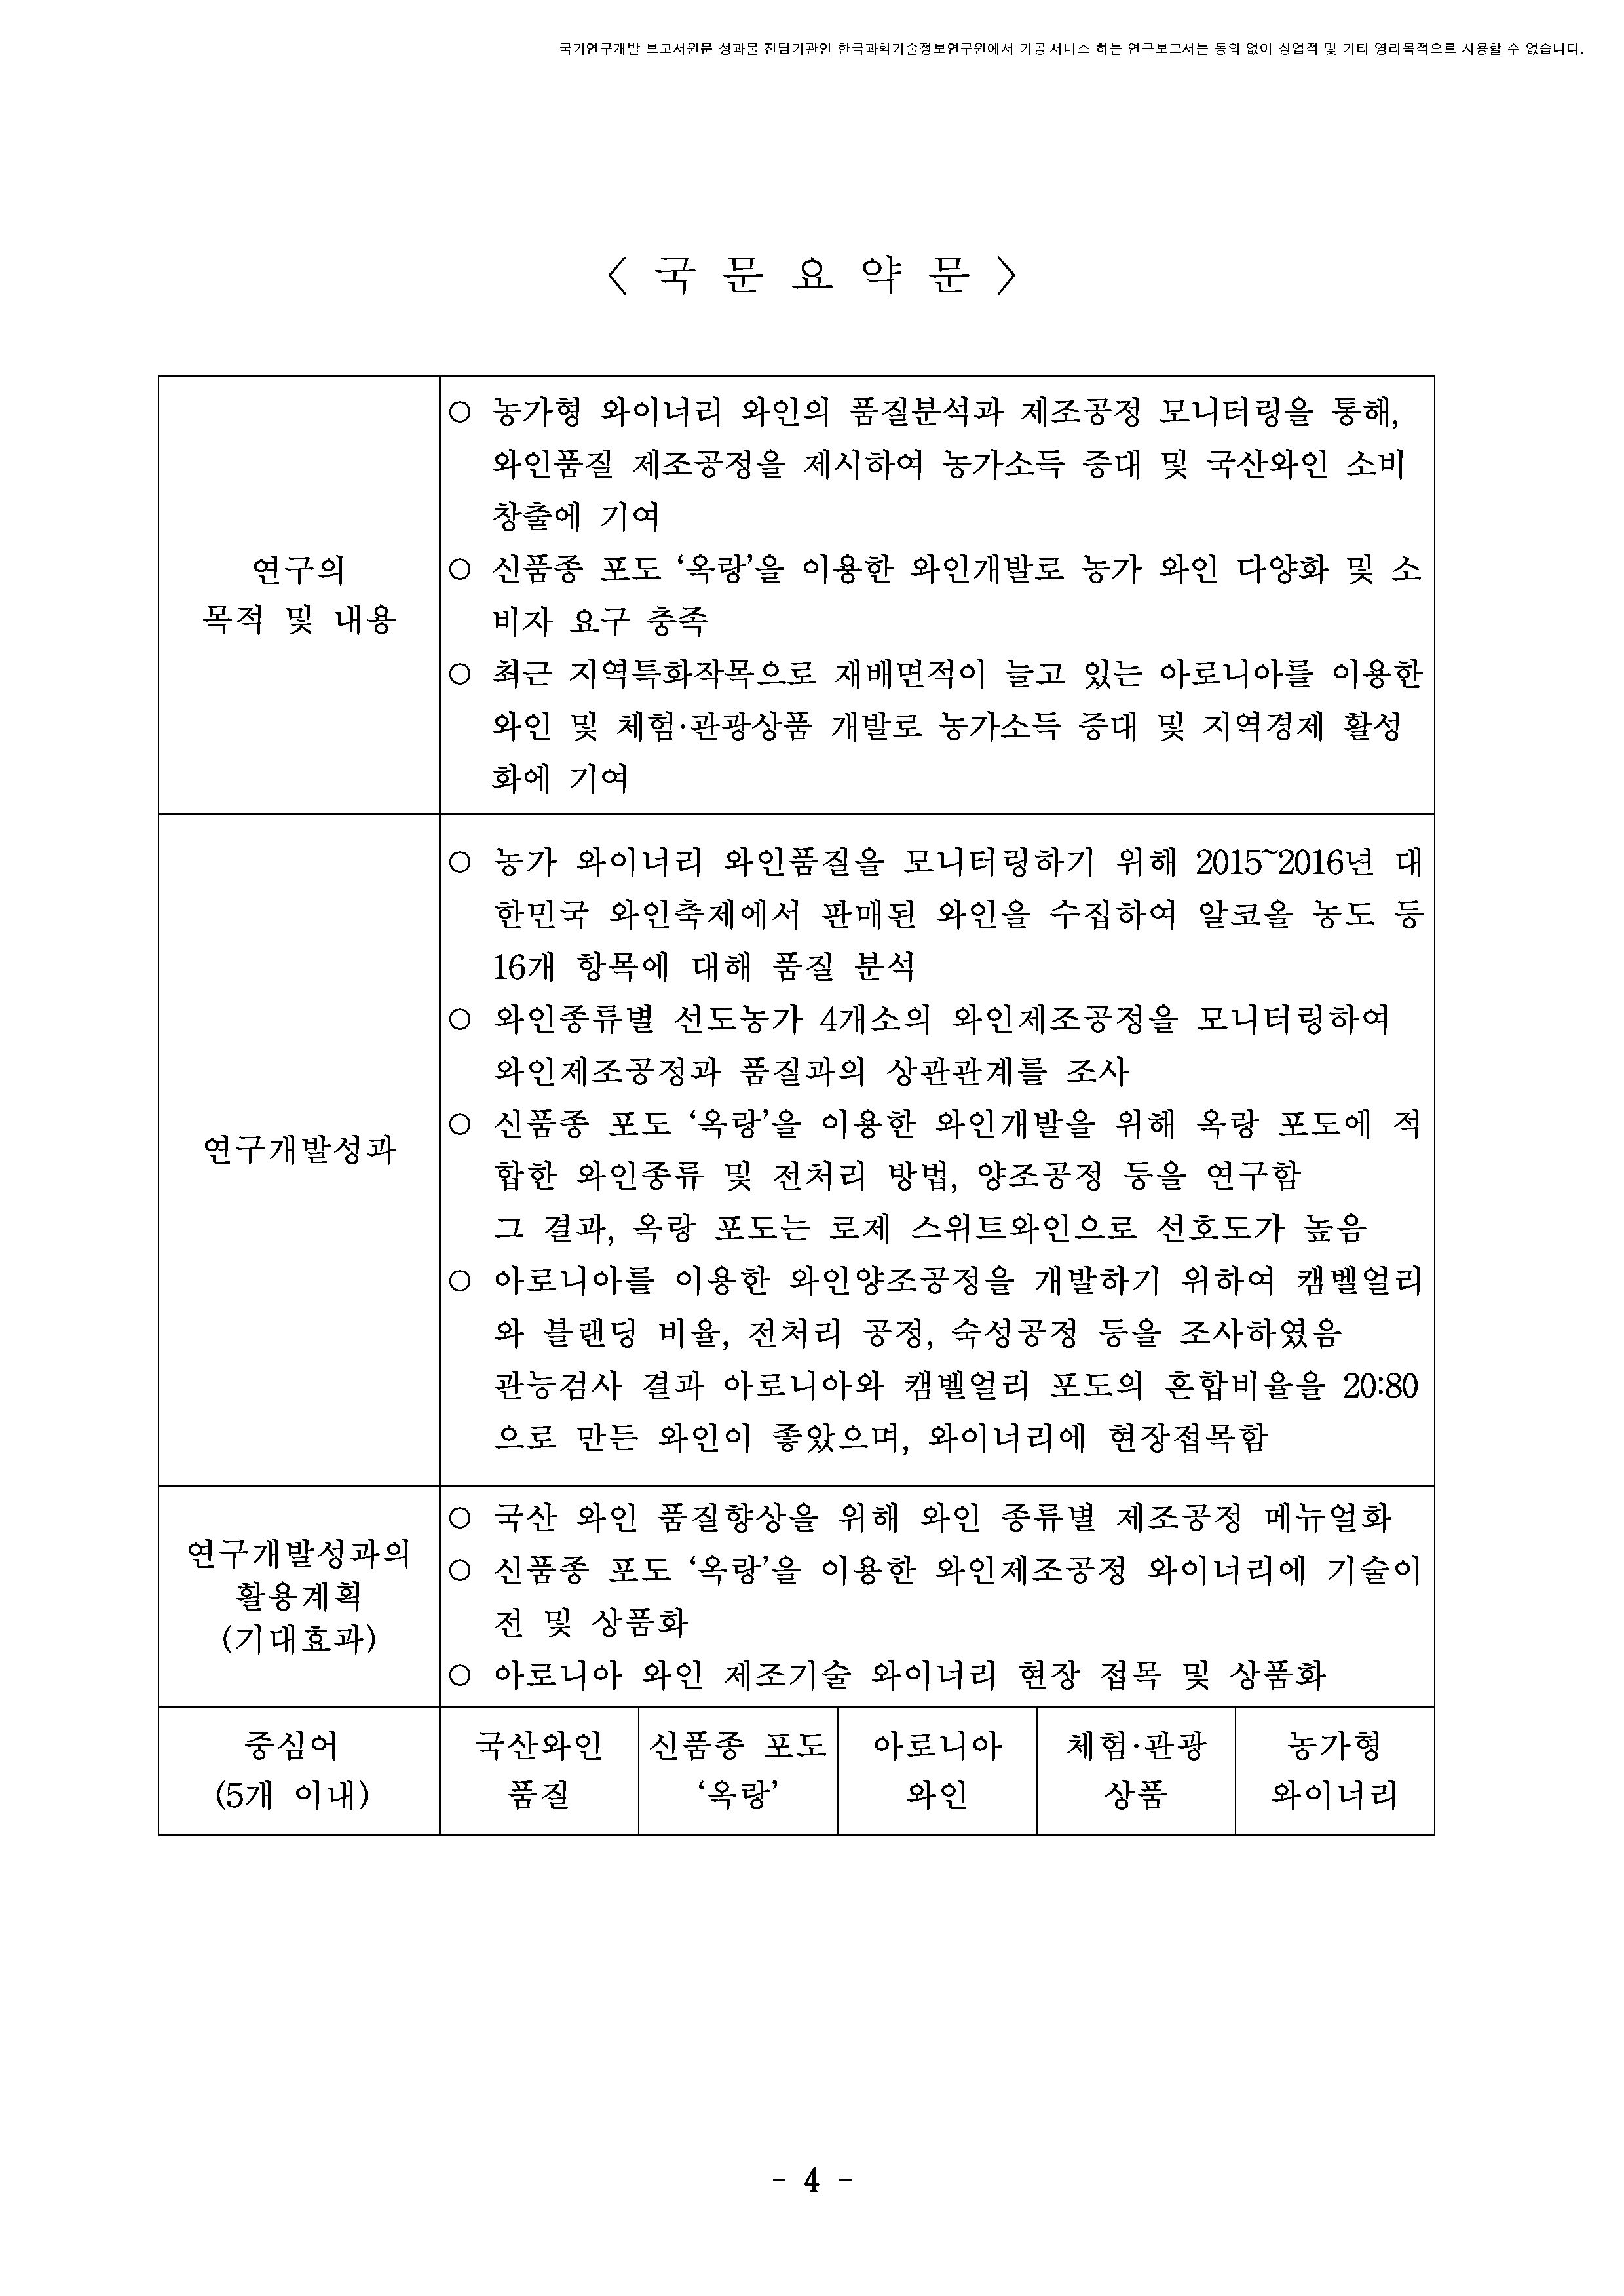 국가연구개발 보고서원문 성과물 전담기관인 한국과학기술정보연구원에서 가공·서비스 하는 연구보고서는 동의 없이 상업적 및 기타 영리목적으로 사용할 수 없습니다.
〈 국 문 요 약 문 〉
연구의
목적 및 내용
○ 농가형 와이너리 와인의 품질분석과 제조공정 모니터링을 통해,
와인품질 제조공정을 제시하여 농가소득 증대 및 국산와인 소비
창출에 기여
○ 신품종 포도 ‘옥랑’을 이용한 와인개발로 농가 와인 다양화 및 소
비자 요구 충족
○ 최근 지역특화작목으로 재배면적이 늘고 있는 아로니아를 이용한
와인 및 체험·관광상품 개발로 농가소득 증대 및 지역경제 활성
화에 기여
연구개발성과
○ 농가 와이너리 와인품질을 모니터링하기 위해 2015~2016년 대
한민국 와인축제에서 판매된 와인을 수집하여 알코올 농도 등
16개 항목에 대해 품질 분석
○ 와인종류별 선도농가 4개소의 와인제조공정을 모니터링하여
와인제조공정과 품질과의 상관관계를 조사
○ 신품종 포도 ‘옥랑’을 이용한 와인개발을 위해 옥랑 포도에 적
합한 와인종류 및 전처리 방법, 양조공정 등을 연구함
그 결과, 옥랑 포도는 로제 스위트와인으로 선호도가 높음
○ 아로니아를 이용한 와인양조공정을 개발하기 위하여 캠벨얼리
와 블랜딩 비율, 전처리 공정, 숙성공정 등을 조사하였음
관능검사 결과 아로니아와 캠벨얼리 포도의 혼합비율을 20:80
으로 만든 와인이 좋았으며, 와이너리에 현장접목함
연구개발성과의
활용계획
(기대효과)
○ 국산 와인 품질향상을 위해 와인 종류별 제조공정 메뉴얼화
○ 신품종 포도 ‘옥랑’을 이용한 와인제조공정 와이너리에 기술이
전 및 상품화
○ 아로니아 와인 제조기술 와이너리 현장 접목 및 상품화
중심어
(5개 이내)
국산와인
품질
신품종 포도
‘옥랑’
아로니아
와인
체험·관광
상품
농가형
와이너리
- 4 -